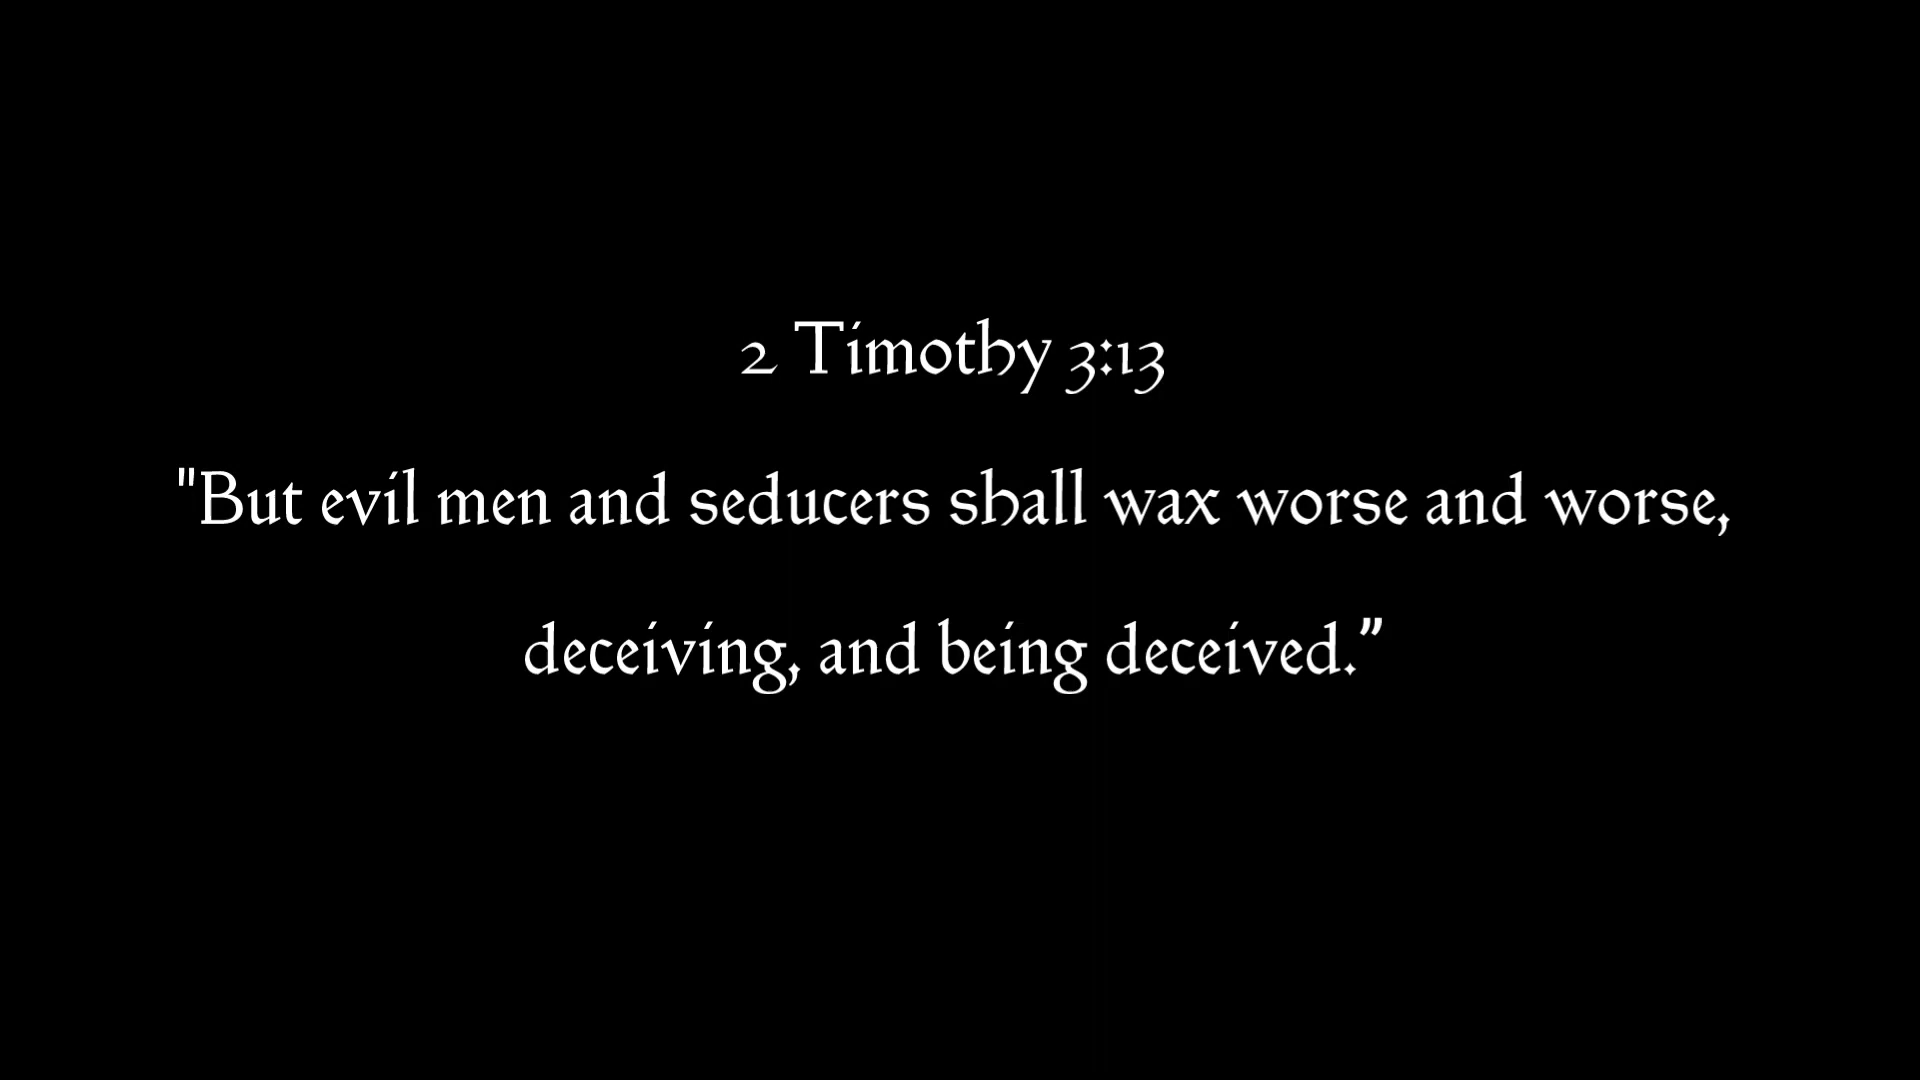 2 Timothy 3:13
"But evil men and seducers shall wax worse and worse,
deceiving, and being deceived.”